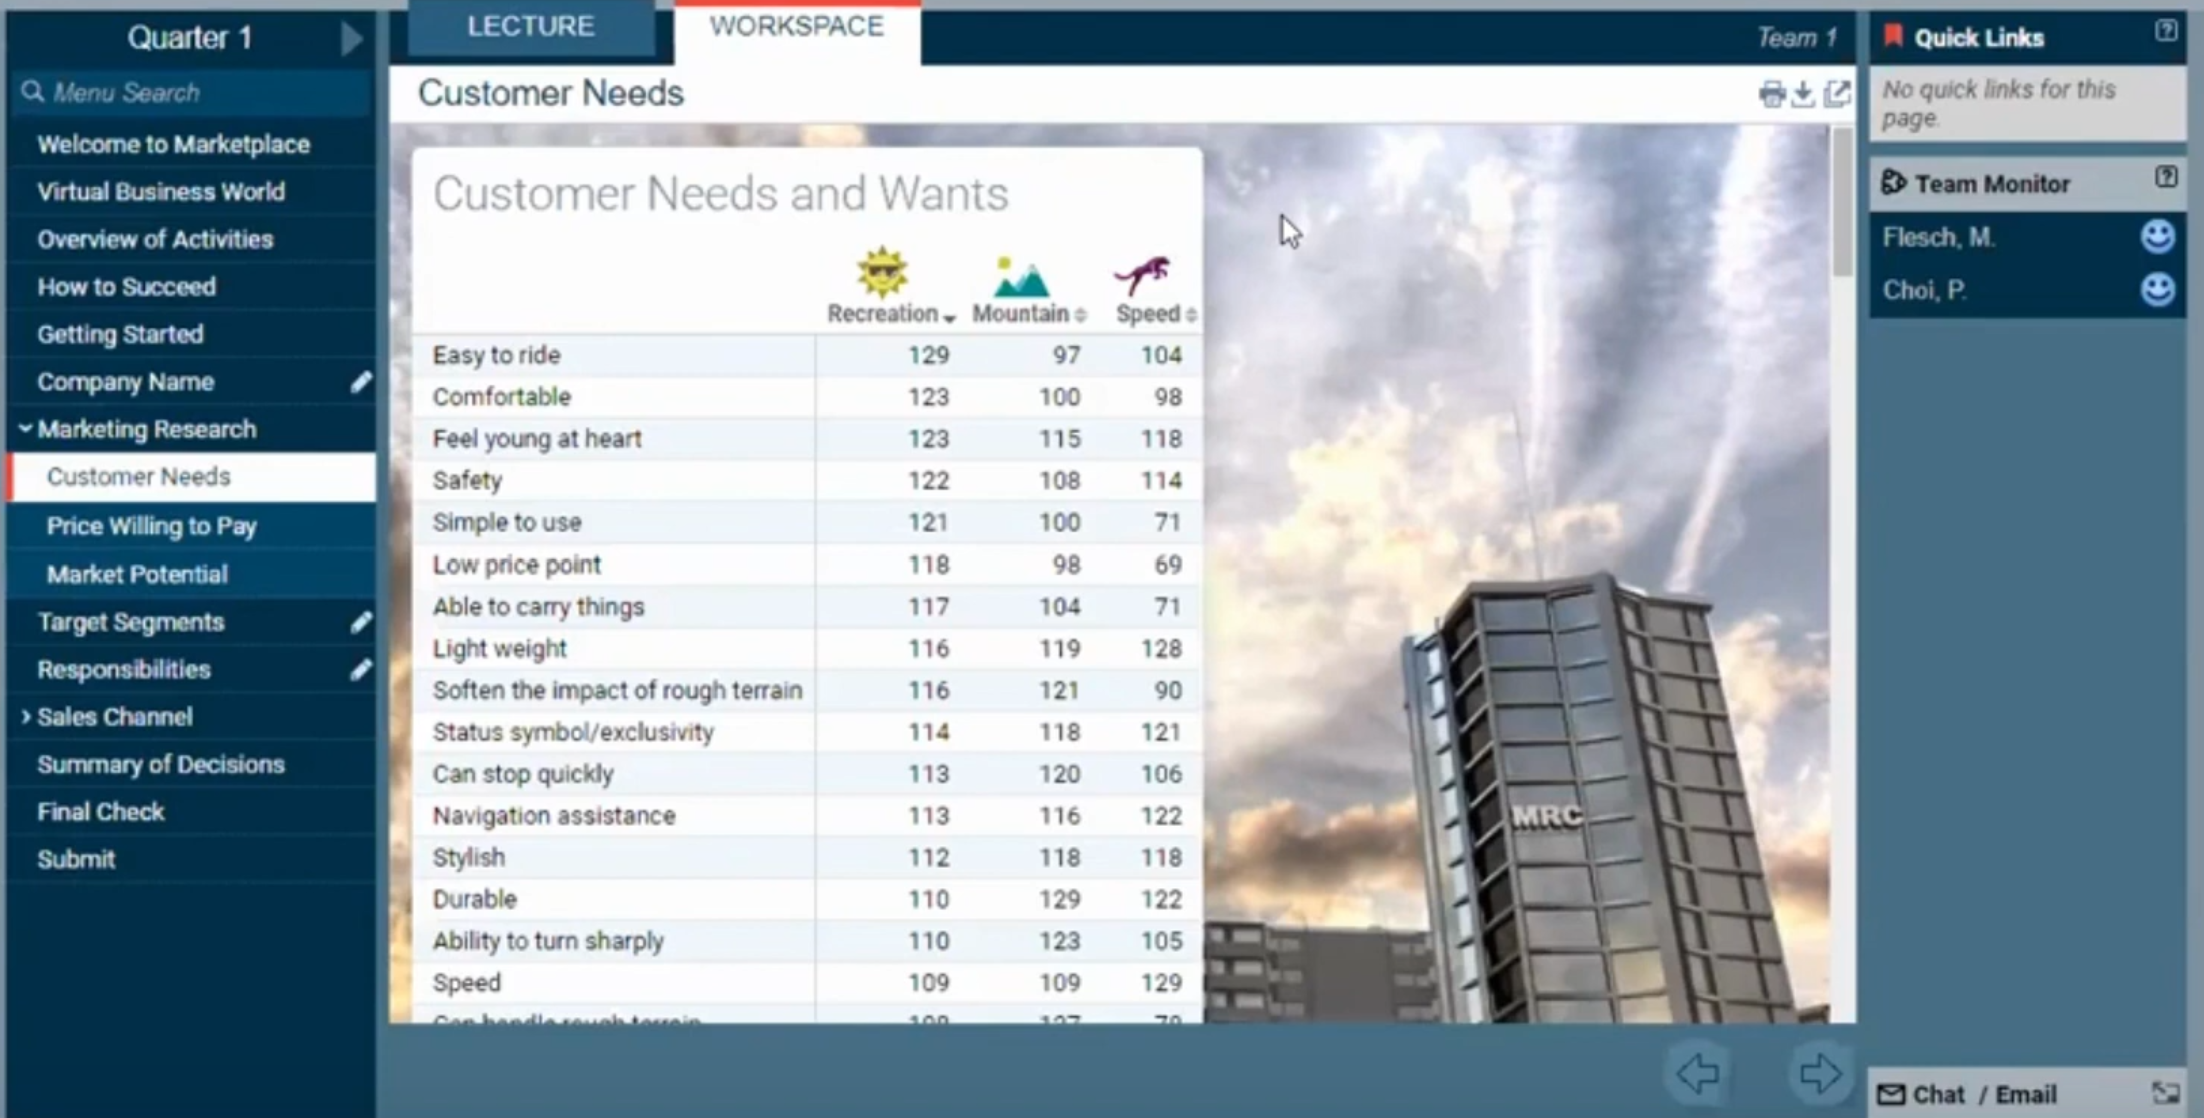 Quarter 1
Menu Search
Welcome to Marketplace
Virtual Business World
Overview of Activities
How to Succeed
Getting Started
Company Name
Marketing Research
Customer Needs
Price Willing to Pay
Market Potential
Target Segments
Responsibilities
Sales Channel
Summary of Decisions
Final Check
Submit
LECTURE
WORKSPACE
Team 1
Customer Needs
Customer Needs and Wants
Recreation Mountain Speed
Easy to ride 129 97 104
Comfortable 123 100 98
Feel young at heart 123 115 118
Safety 122 108 114
Simple to use 121 100 71
Low price point 118 98 69
Able to carry things 117 104 71
Light weight 116 119 128
Soften the impact of rough terrain 116 121 90
Status symbol/exclusivity 114 118 121
Can stop quickly 113 120 106
Navigation assistance 113 116 122
Stylish 112 118 118
Durable 110 129 122
Ability to turn sharply 110 123 105
Speed 109 109 129
Can handle rough terrain
MRC
Quick Links
?
No quick links for this
page.
Team Monitor
?
Flesch, M.
Choi, P.
Chat / Email